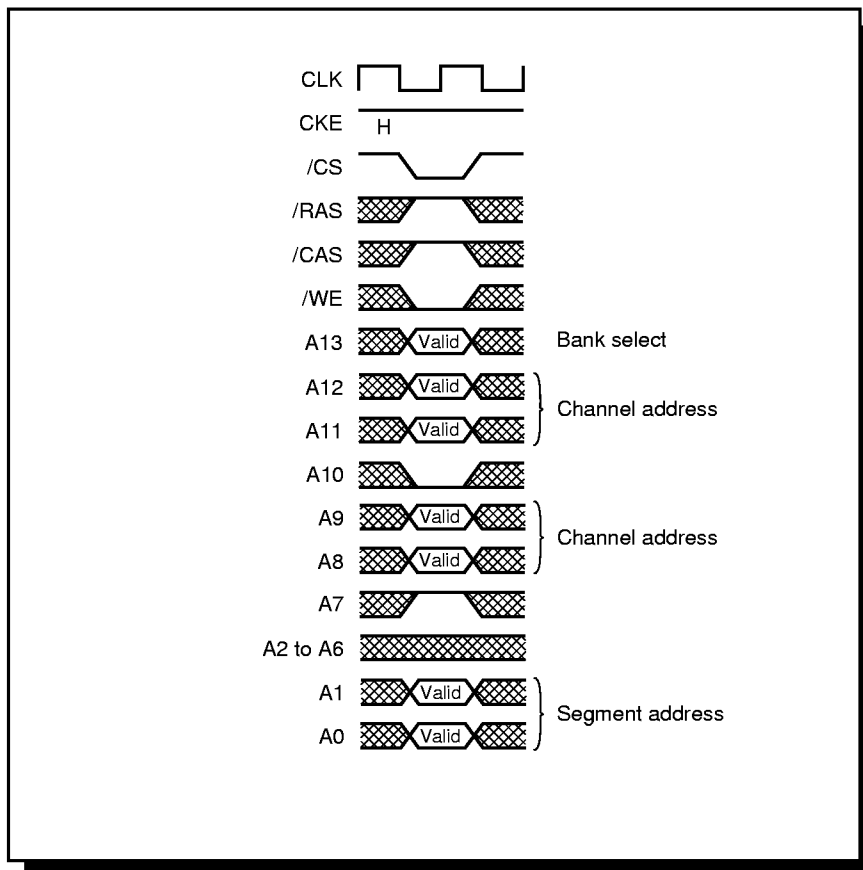 CLK
CKE
H
/CS
/RAS
/CAS
/WE
A13 Valid Bank select
A12 Valid
Channel address
A11 Valid
A10
A9 Valid
Channel address
A8 Valid
A7
A2 to A6
A1 Valid
Segment address
A0 Valid